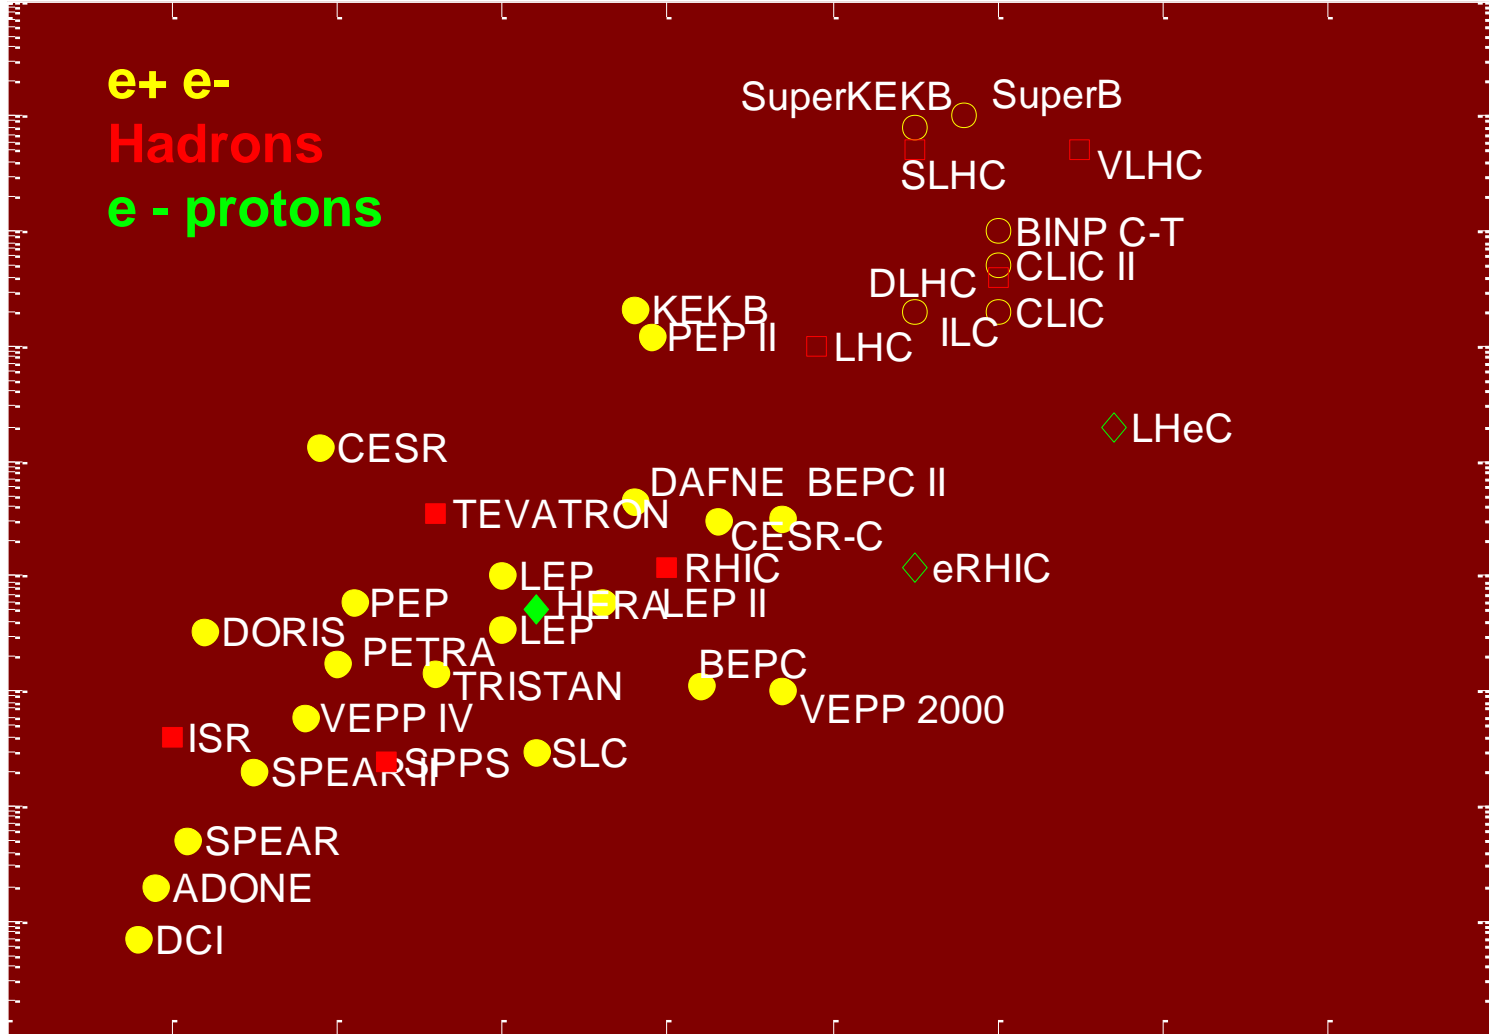 e+ e-
Hadrons
e - protons
SuperKEKB
SuperB
SLHC
VLHC
BINP C-T
CLIC II
DLHC
KEK B
CLIC
ILC
PEP II
LHC
LHeC
CESR
DAFNE
BEPC II
TEVATRON
CESR-C
RHIC
eRHIC
LEP
PEP
HERA
LEP II
DORIS
LEP
PETRA
BEPC
TRISTAN
VEPP 2000
VEPP IV
ISR
SLC
SPPS
SPEAR II
SPEAR
ADONE
DCI